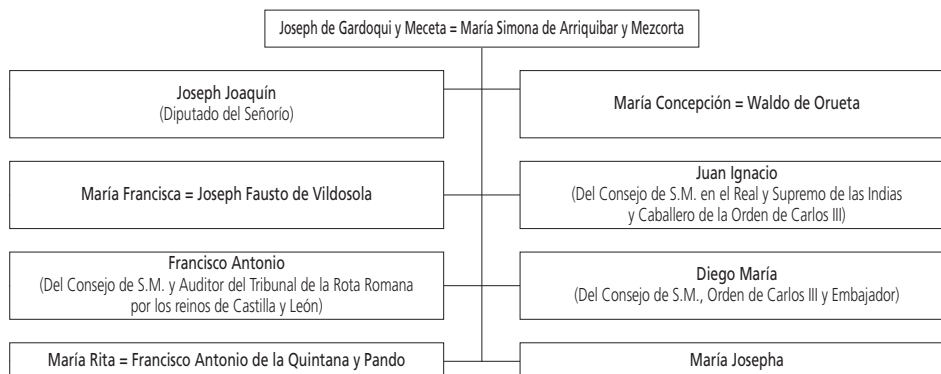 Joseph de Gardoqui y Meceta = María Simona de Arriquibar y Mezcorta
Joseph Joaquín
(Diputado del Señorío)
María Concepción = Waldo de Orueta
María Francisca = Joseph Fausto de Vildosola
Juan Ignacio
(Del Consejo de S.M. en el Real y Supremo de las Indias
y Caballero de la Orden de Carlos III)
Francisco Antonio
(Del Consejo de S.M. y Auditor del Tribunal de la Rota Romana
por los reinos de Castilla y León)
Diego María
(Del Consejo de S.M., Orden de Carlos III y Embajador)
María Rita = Francisco Antonio de la Quintana y Pando
María Josepha